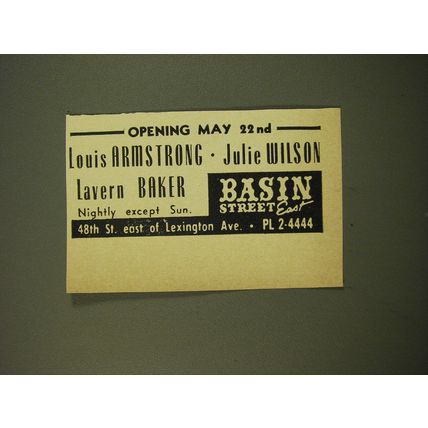 OPENING MAY 22nd
Louis ARMSTRONG · Julie WILSON
Lavern BAKER
Nightly except Sun.
BASIN
STREET East
48th St. east of Lexington Ave. • PL 2-4444